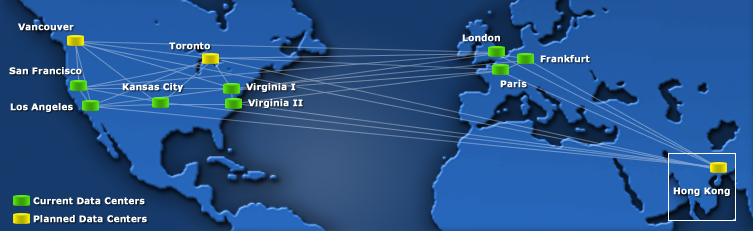 Vancouver
Toronto
San Francisco
Kansas City
Virginia I
Los Angeles
Virginia II
London
Frankfurt
Paris
Hong Kong
Current Data Centers
Planned Data Centers